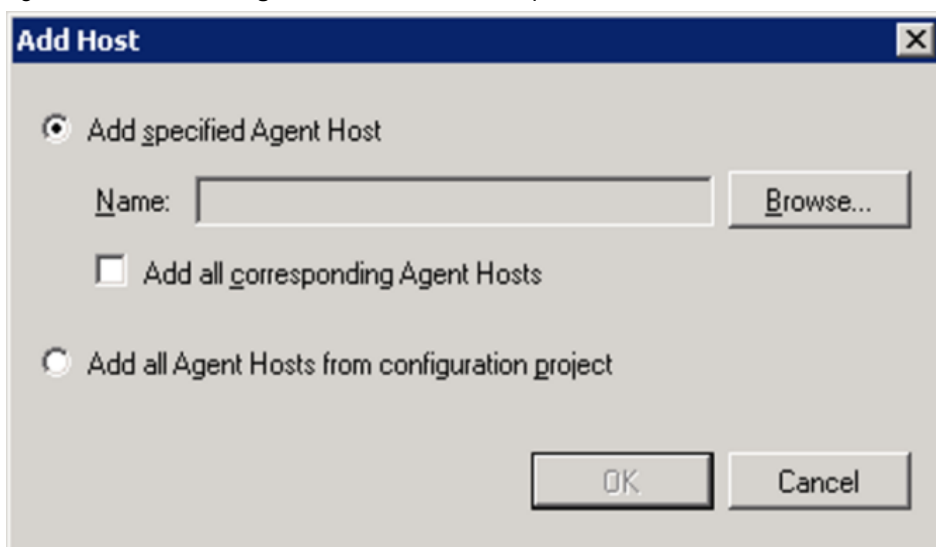 Add Host
Add specified Agent Host
Name:
Browse...
Add all corresponding Agent Hosts
Add all Agent Hosts from configuration project
OK
Cancel